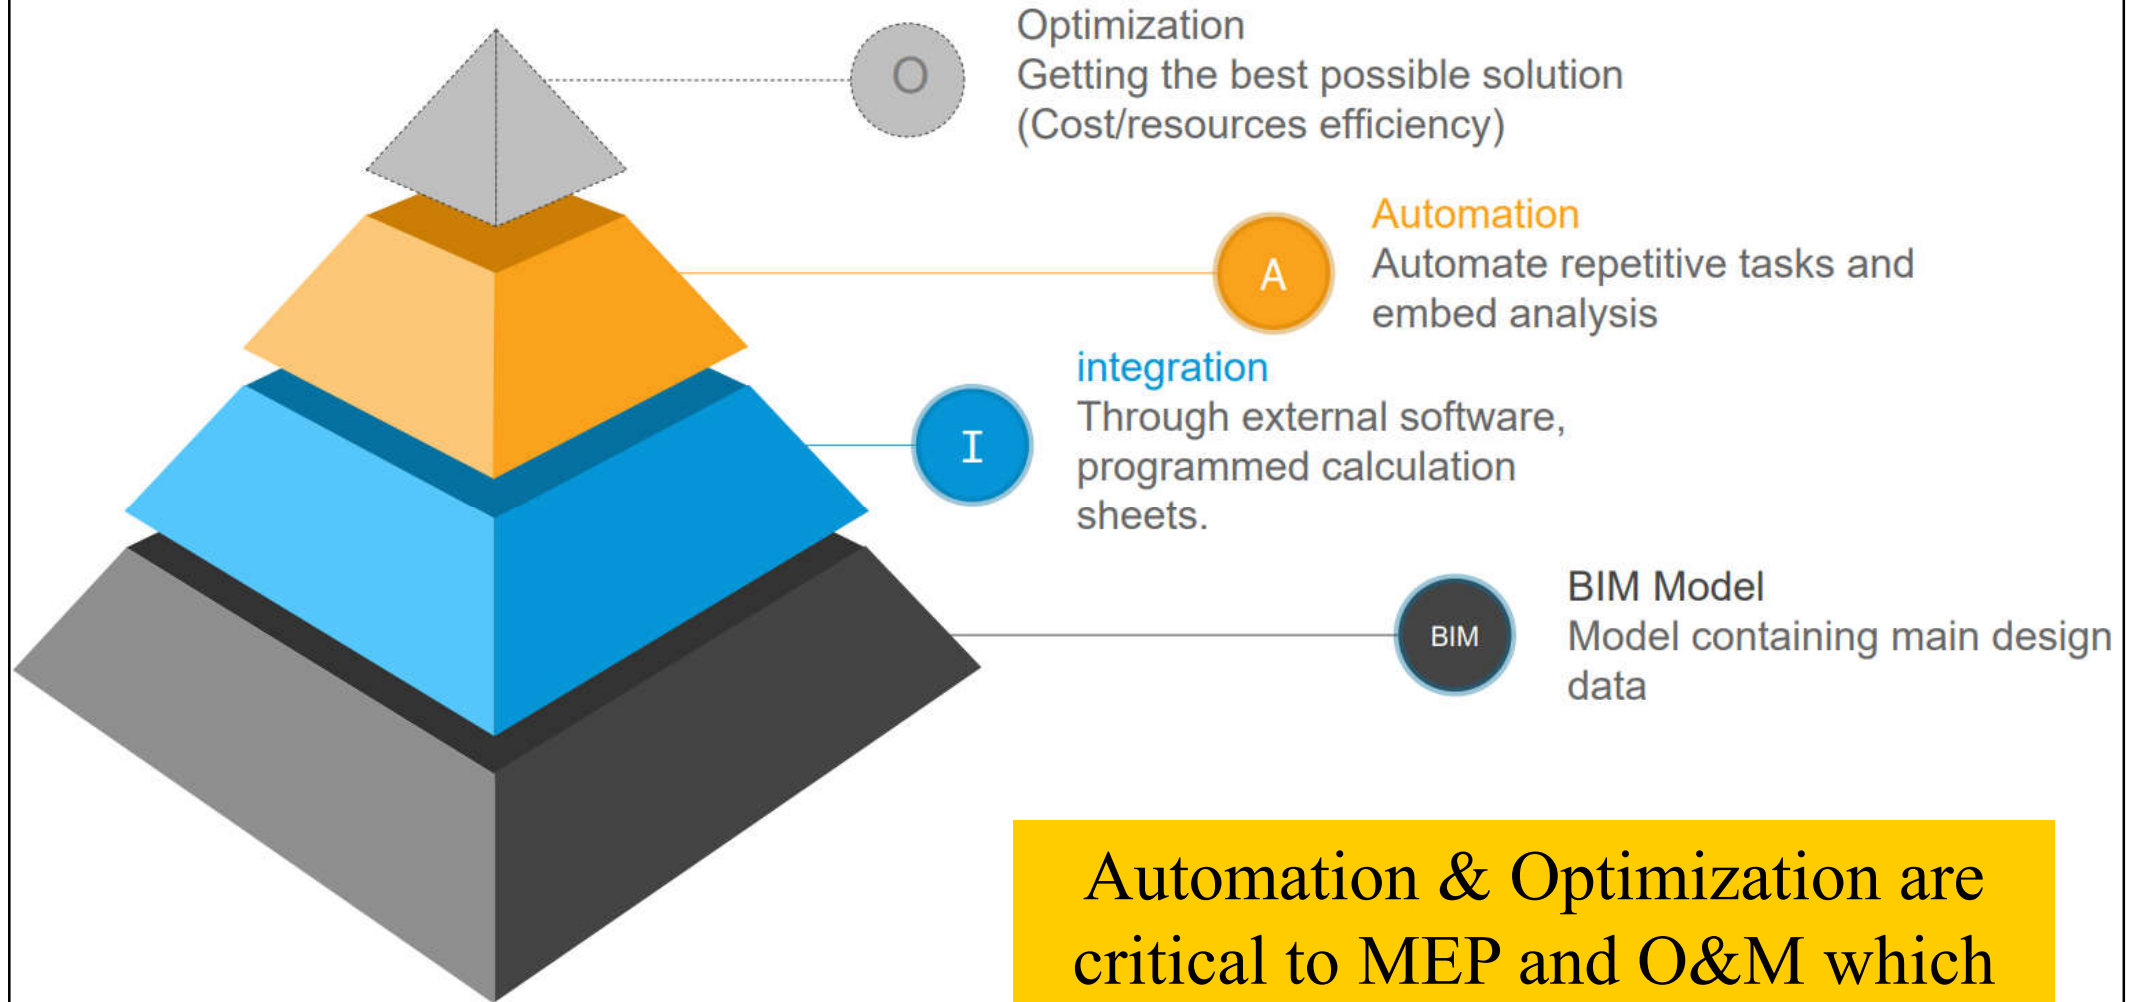 O
Optimization
Getting the best possible solution
(Cost/resources efficiency)
A
Automation
Automate repetitive tasks and
embed analysis
I
integration
Through external software,
programmed calculation
sheets.
BIM
BIM Model
Model containing main design
data
Automation & Optimization are
critical to MEP and O&M which